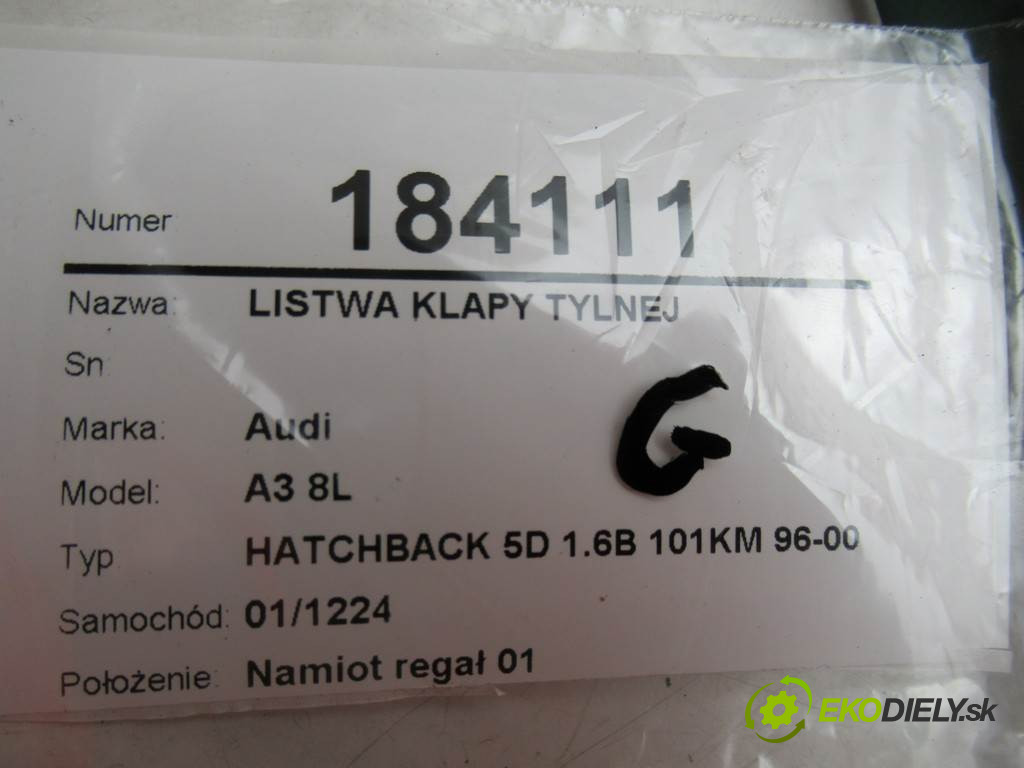 Numer 184111
Nazwa: LISTWA KLAPY TYLNEJ
Sn
Marka: Audi
G
Model: A3 8L
Typ HATCHBACK 5D 1.6B 101KM 96-00
Samochód: 01/1224
Położenie: Namiot regał 01
EKODIELY.sk